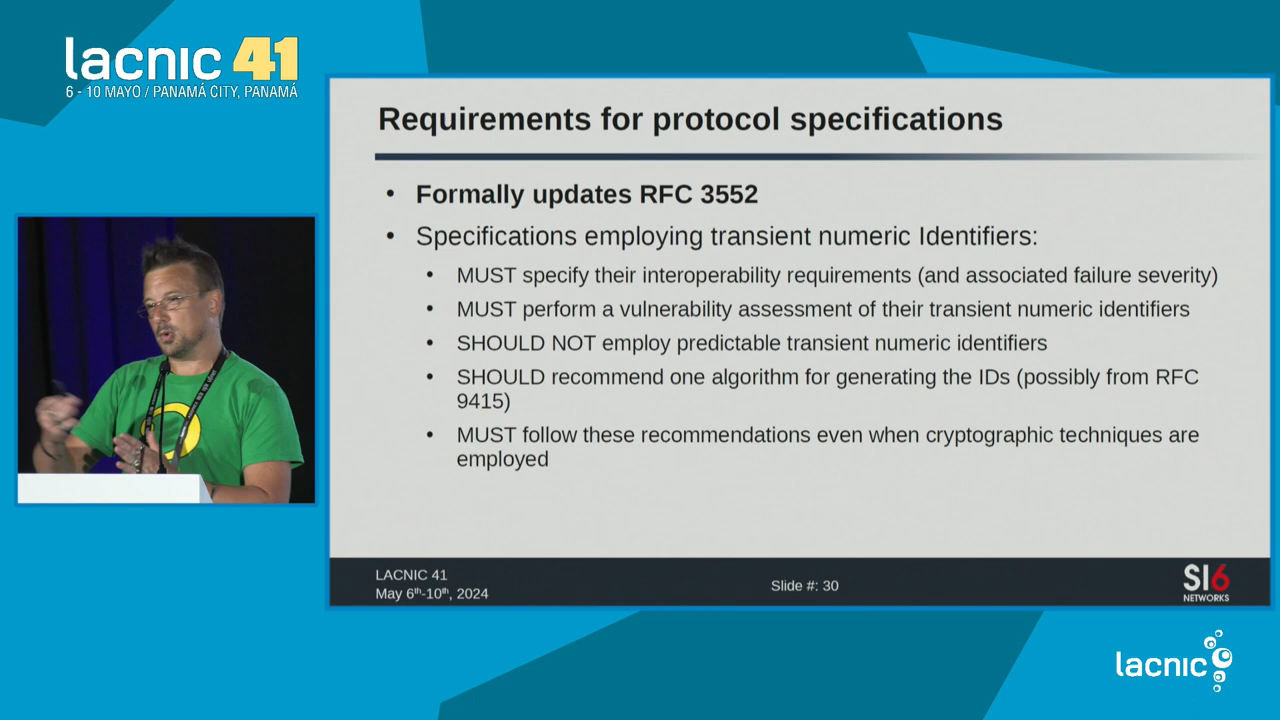 lacnic 41
6 - 10 MAYO / PANAMÁ CITY, PANAMÁ
Requirements for protocol specifications
• Formally updates RFC 3552
• Specifications employing transient numeric Identifiers:
• MUST specify their interoperability requirements (and associated failure severity)
• MUST perform a vulnerability assessment of their transient numeric identifiers
• SHOULD NOT employ predictable transient numeric identifiers
• SHOULD recommend one algorithm for generating the IDs (possibly from RFC
9415)
• MUST follow these recommendations even when cryptographic techniques are
employed
LACNIC 41
May 6th-10th, 2024
Slide #: 30
SI6
NETWORKS
lacnic